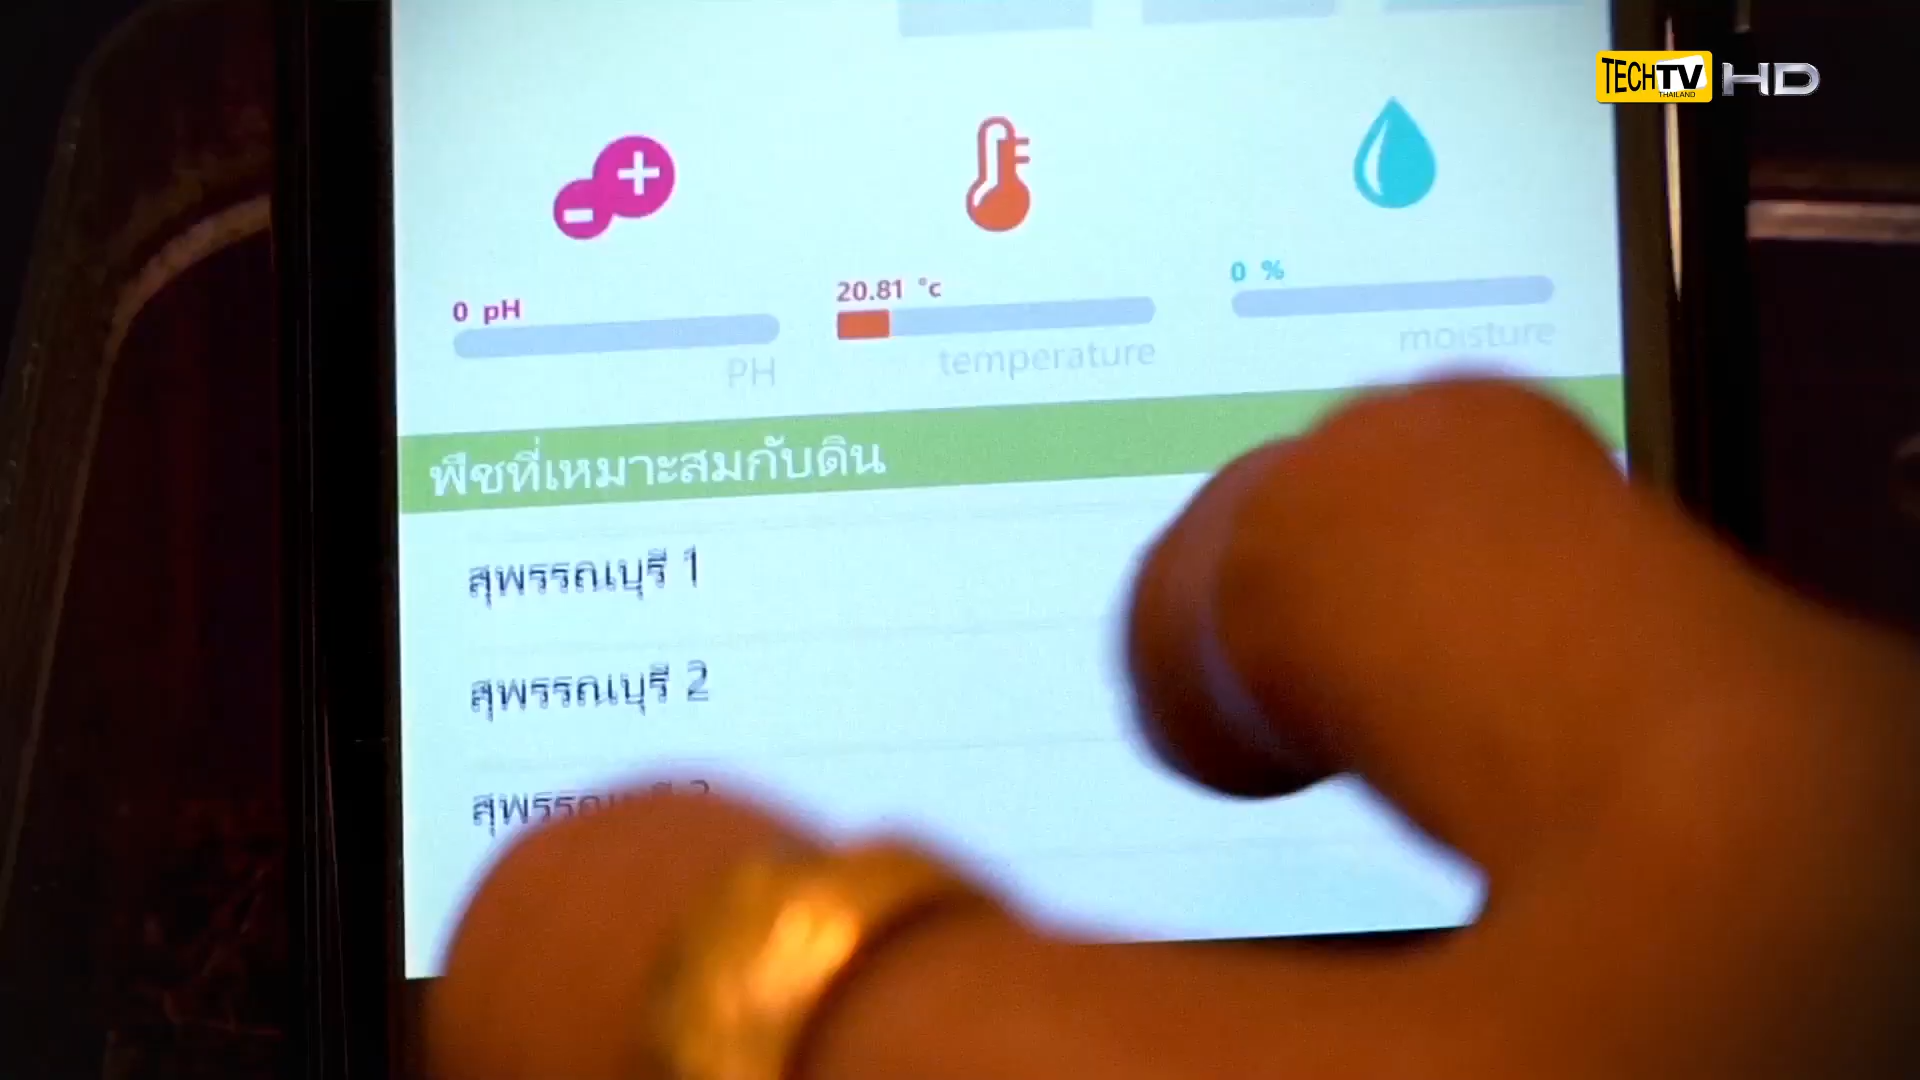 TECHTV HD
THAILAND
0 pH
20.81 °c
0 %
PH
temperature
moisture
พืชที่เหมาะสมกับดิน
สุพรรณบุรี 1
สุพรรณบุรี 2